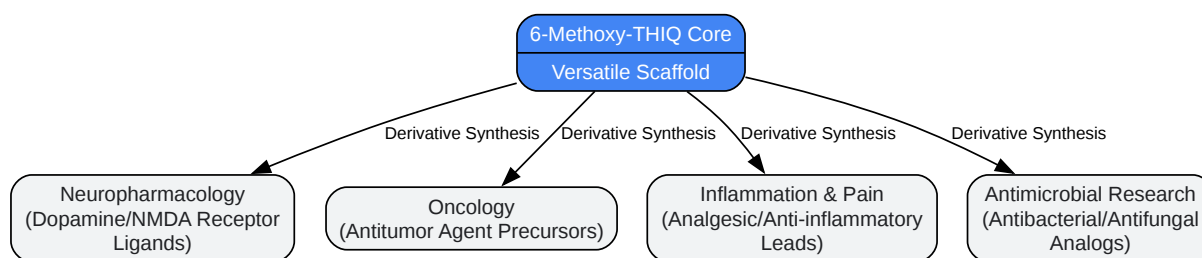 6-Methoxy-THIQ Core
Versatile Scaffold
Derivative Synthesis
Derivative Synthesis
Derivative Synthesis
Derivative Synthesis
Neuropharmacology
(Dopamine/NMDA Receptor
Ligands)
Oncology
(Antitumor Agent Precursors)
Inflammation & Pain
(Analgesic/Anti-inflammatory
Leads)
Antimicrobial Research
(Antibacterial/Antifungal
Analogs)